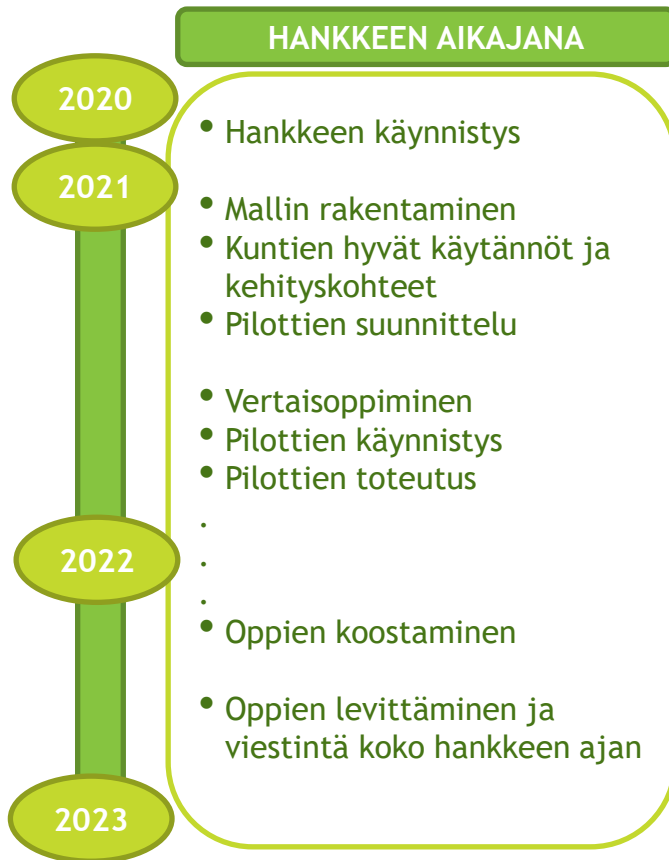 HANKKEEN AIKAJANA
2020
• Hankkeen käynnistys
2021
• Mallin rakentaminen
• Kuntien hyvät käytännöt ja
kehityskohteet
• Pilottien suunnittelu
• Vertaisoppiminen
• Pilottien käynnistys
• Pilottien toteutus
.
2022
.
.
• Oppien koostaminen
• Oppien levittäminen ja
viestintä koko hankkeen ajan
2023